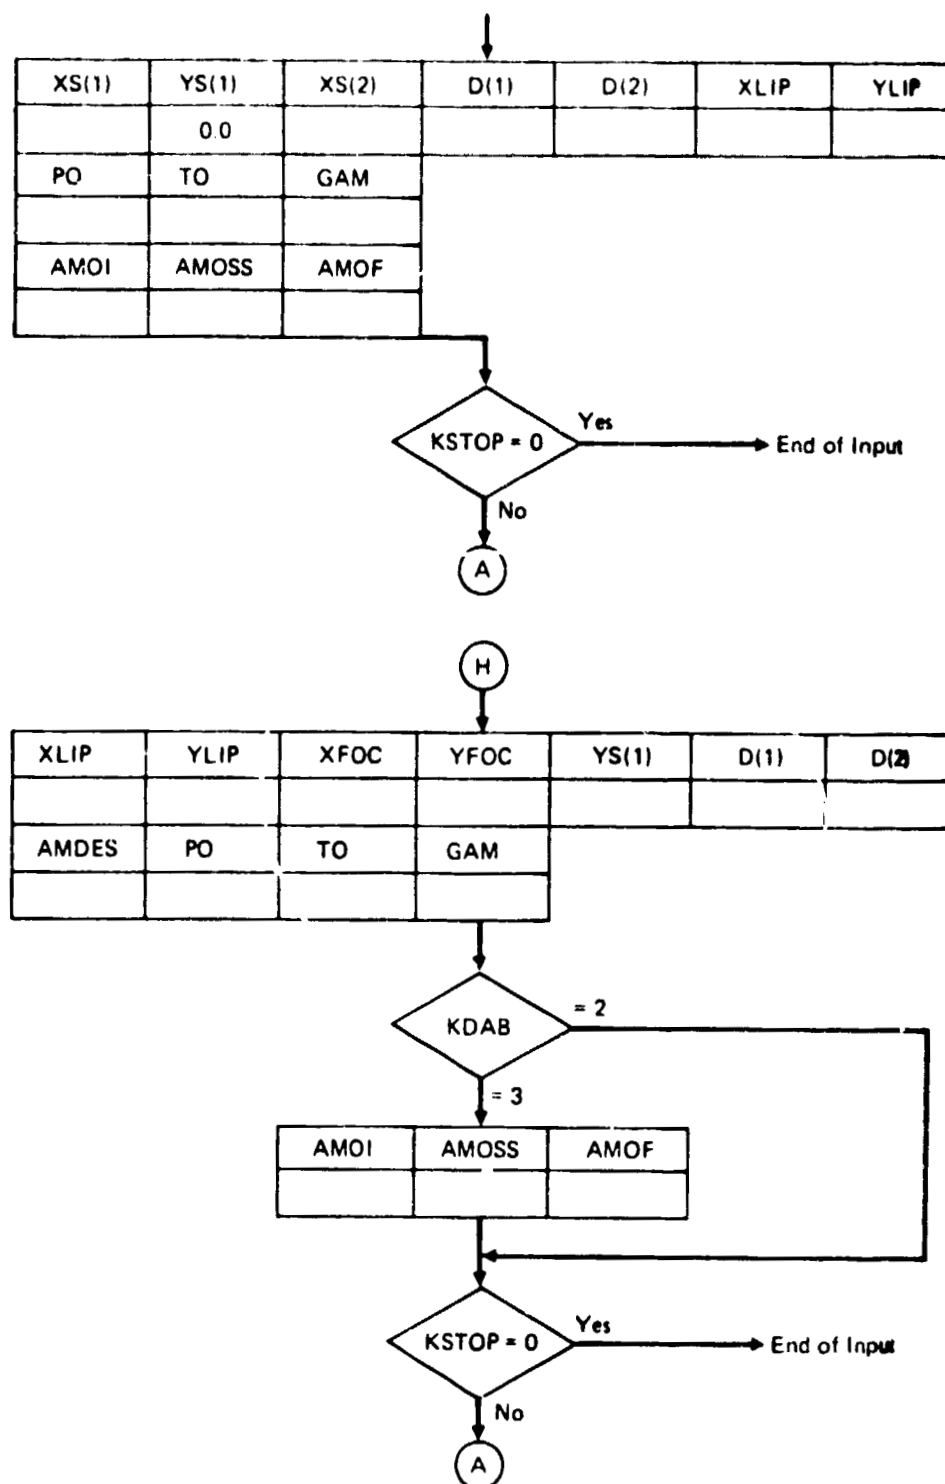 XS(1) YS(1) XS(2) D(1) D(2) XLIP YLIP
0.0
PO TO GAM
AMOI AMOSS AMOF
KSTOP = 0
Yes
End of Input
No
A
H
XLIP YLIP XFOC YFOC YS(1) D(1) D(2)
AMDES PO TO GAM
KDAB
= 2
= 3
AMOI AMOSS AMOF
KSTOP = 0
Yes
End of Input
No
A